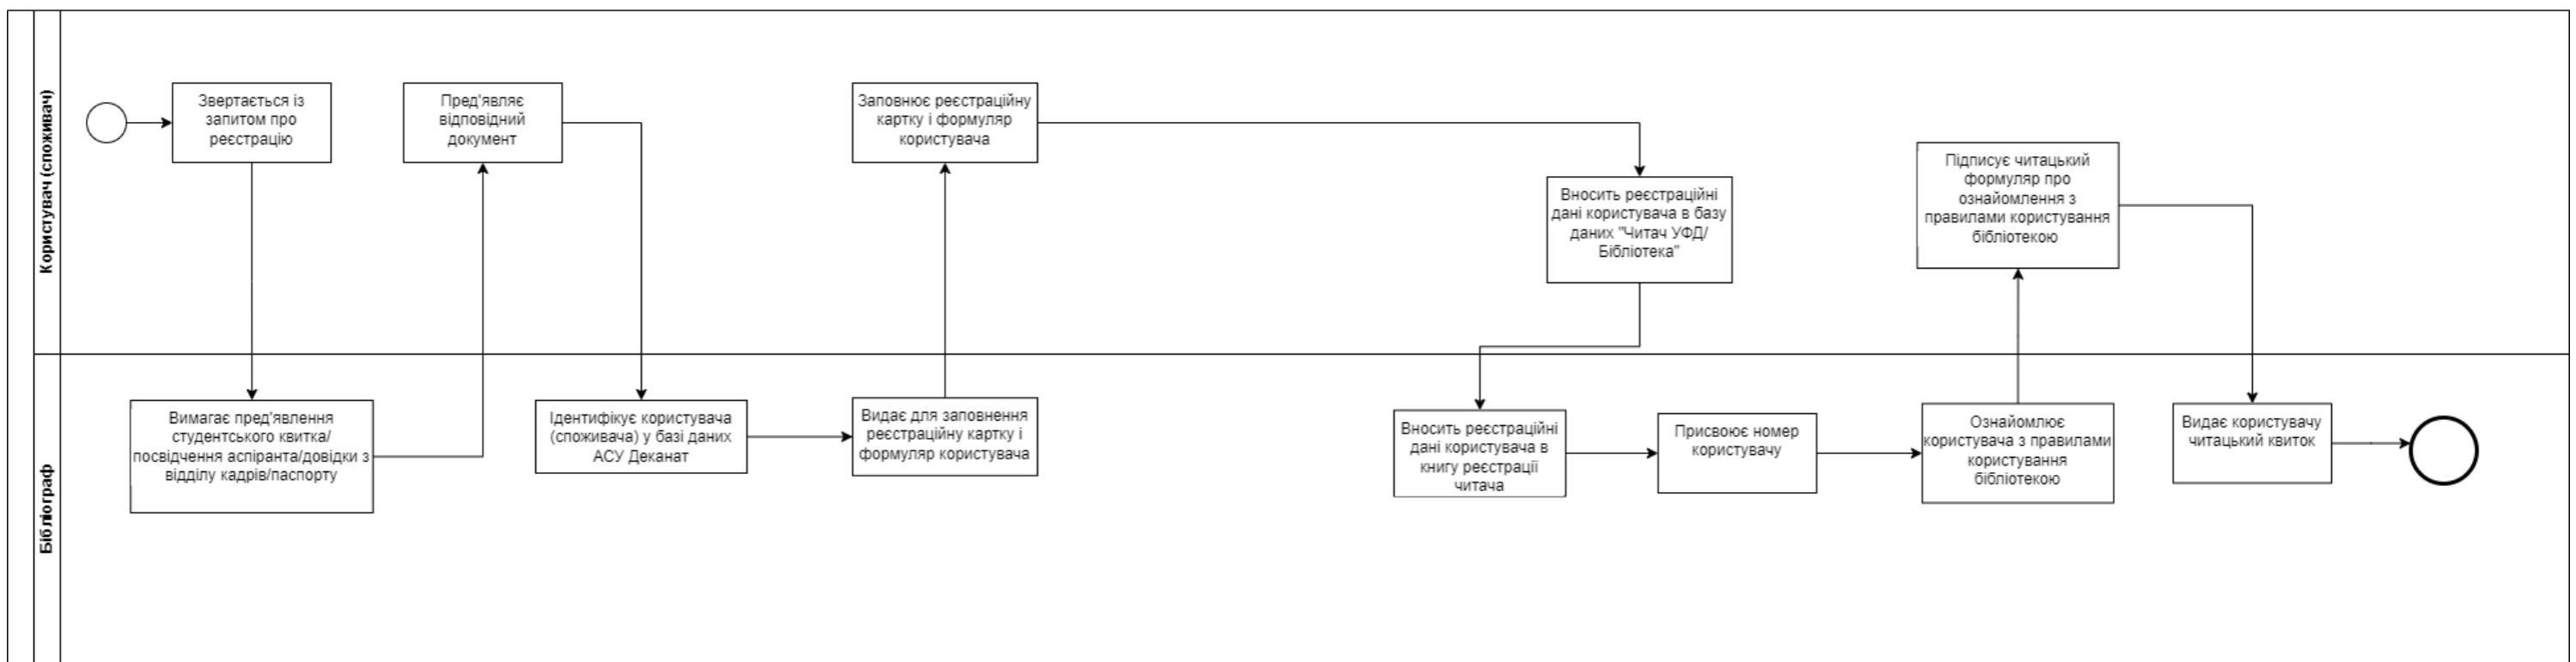 Користувач (споживач)
Звертається із
запитом про
реєстрацію
Пред'являє
відповідний
документ
Заповнює реєстраційну
картку і формуляр
користувача
Вносить реєстраційні
дані користувача в базу
даних "Читач УФД/
Бібліотека"
Підписує читацький
формуляр про
ознайомлення з
правилами користування
бібліотекою
Бібліограф
Вимагає пред'явлення
студентського квитка/
посвідчення аспіранта/довідки з
відділу кадрів/паспорту
Ідентифікує користувача
(споживача) у базі даних
АСУ Деканат
Видає для заповнення
реєстраційну картку і
формуляр користувача
Вносить реєстраційні
дані користувача в
книгу реєстрації
читача
Присвоює номер
користувачу
Ознайомлює
користувача з правилами
користування
бібліотекою
Видає користувачу
читацький квиток